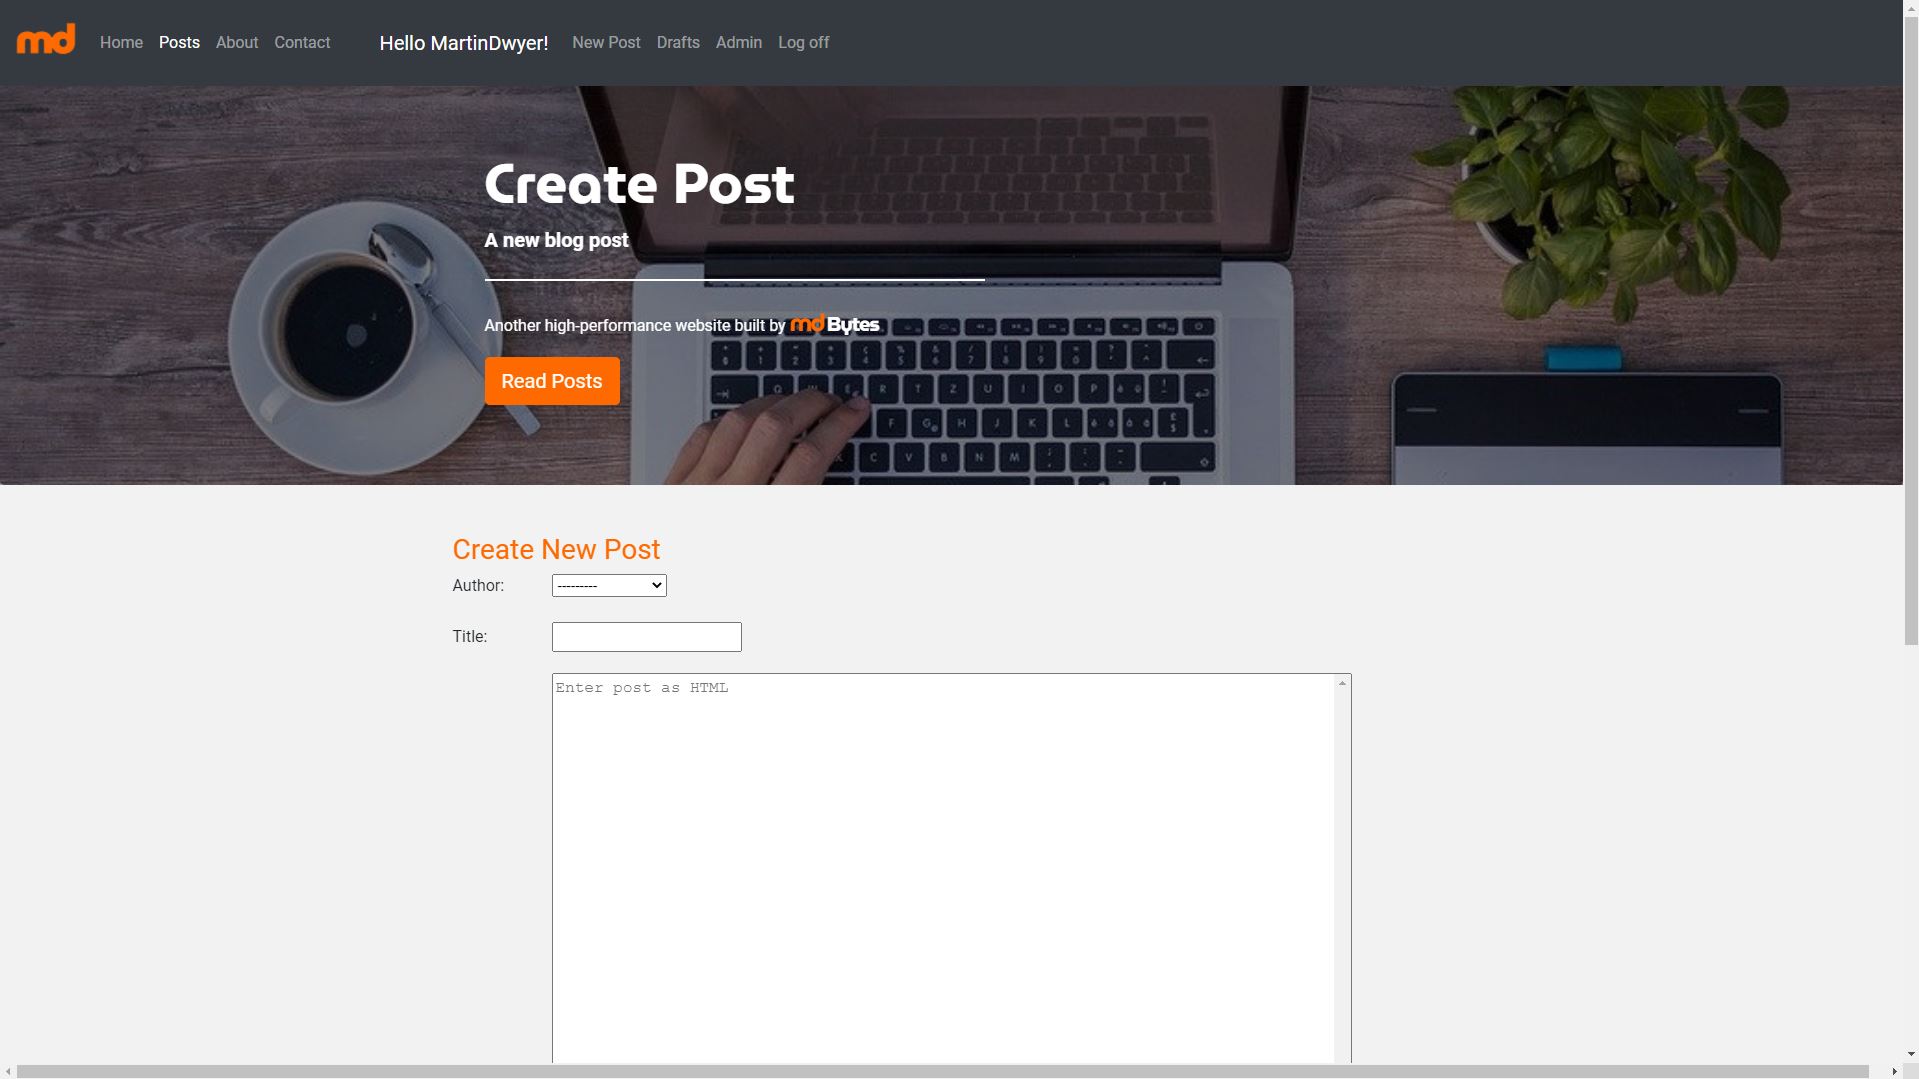 md Home Posts About Contact Hello MartinDwyer! New Post Drafts Admin Log off
Create Post
A new blog post
Another high-performance website built by md Bytes
Read Posts
Create New Post
Author: ---------
Title:
Enter post as HTML